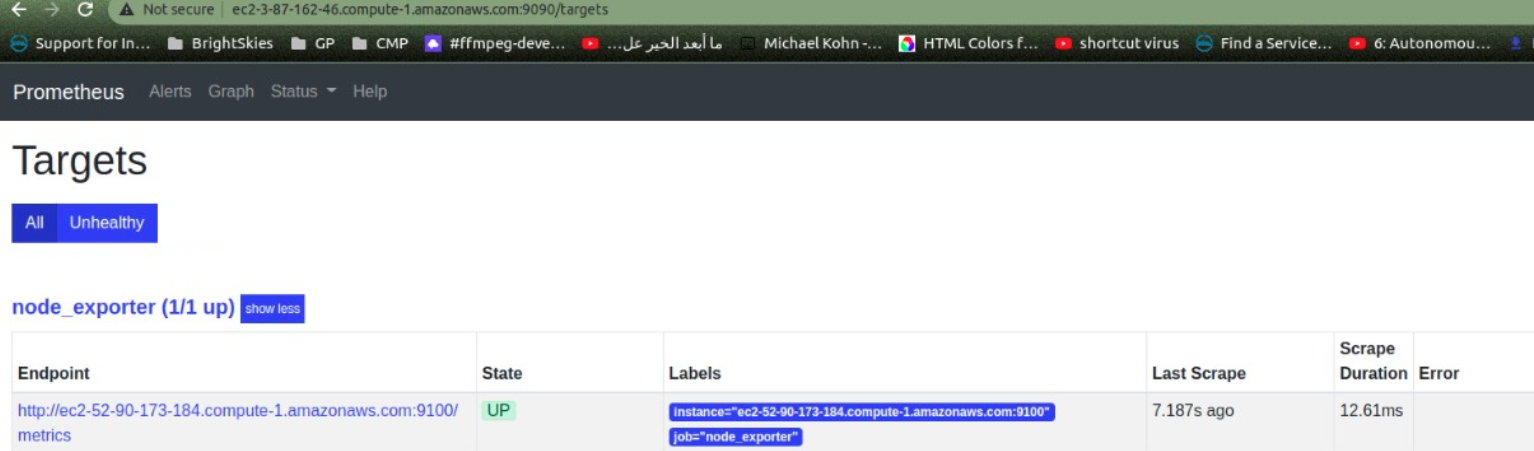 Not secure ec2-3-87-162-46.compute-1.amazonaws.com:9090/targets
Support for In... BrightSkies GP CMP #ffmpeg-deve... ما أبعد الخير عل... Michael Kohn -... HTML Colors f... shortcut virus Find a Service... 6: Autonomou...
Prometheus Alerts Graph Status Help
Targets
All Unhealthy
node_exporter (1/1 up) show less
Endpoint State Labels Last Scrape Scrape Duration Error
http://ec2-52-90-173-184.compute-1.amazonaws.com:9100/ UP instance="ec2-52-90-173-184.compute-1.amazonaws.com:9100" 7.187s ago 12.61ms
metrics job="node_exporter"